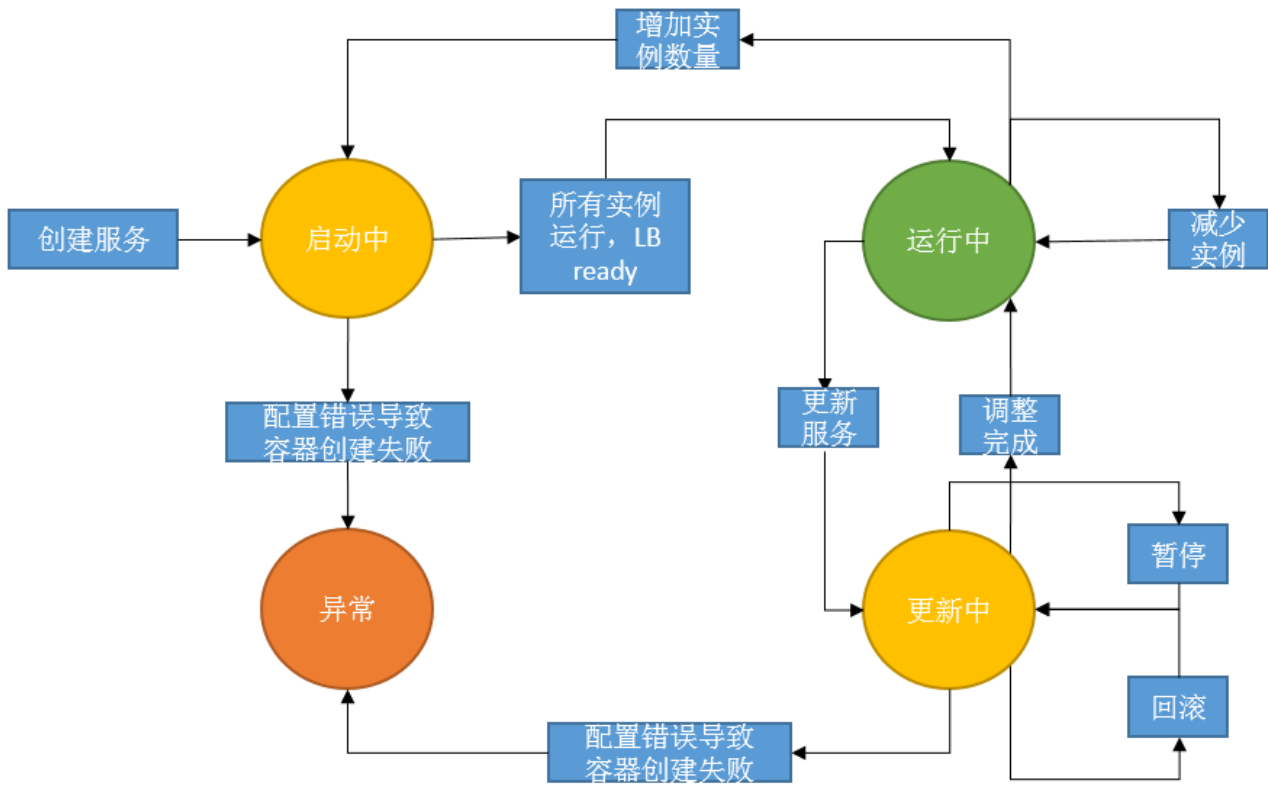 增加实
例数量
创建服务
启动中
所有实例
运行，LB
ready
运行中
减少
实例
配置错误导致
容器创建失败
更新
服务
调整
完成
异常
更新中
暂停
回滚
配置错误导致
容器创建失败